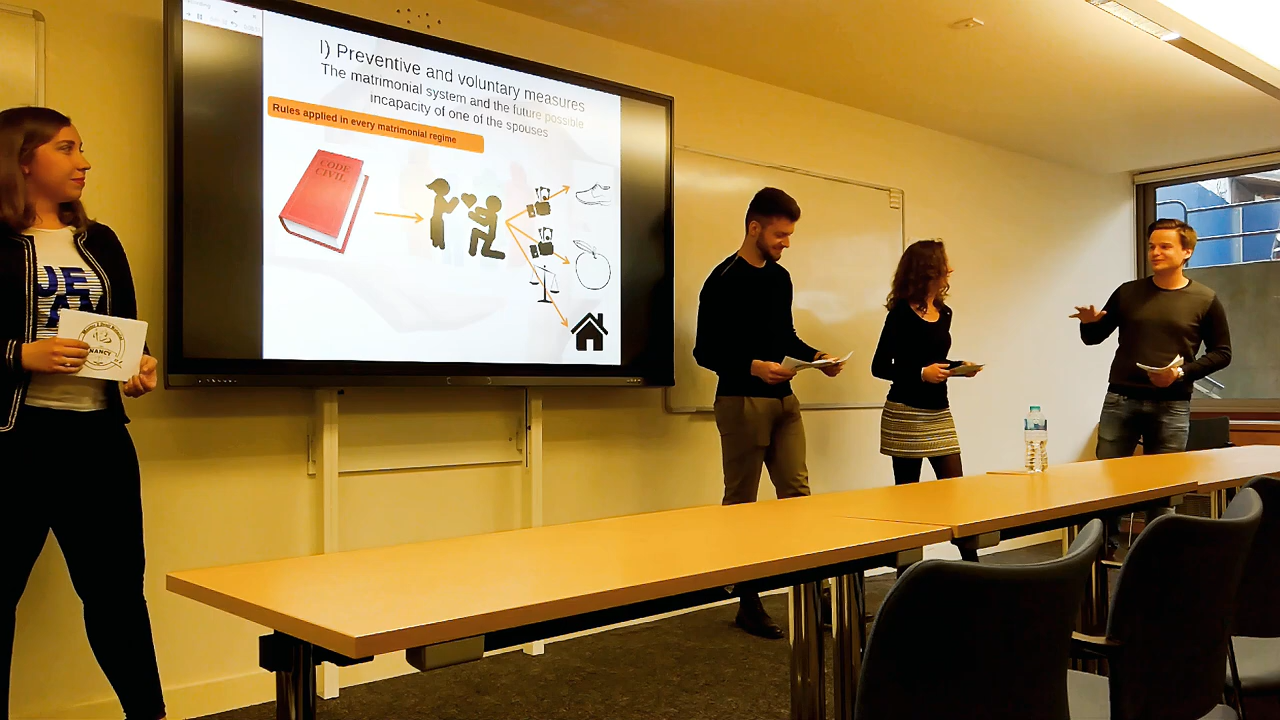 I) Preventive and voluntary measures
The matrimonial system and the future possible
incapacity of one of the spouses
Rules applied in every matrimonial regime
CODE
CIVIL
NANCY